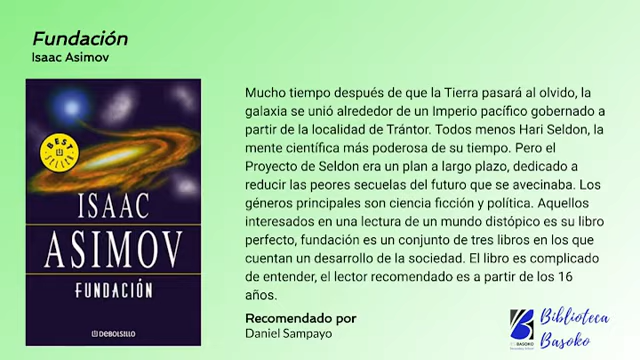 Fundación
Isaac Asimov
BEST
SELLER
ISAAC
ASIMOV
FUNDACIÓN
DEBOLSILLO
Mucho tiempo después de que la Tierra pasará al olvido, la
galaxia se unió alrededor de un Imperio pacífico gobernado a
partir de la localidad de Trántor. Todos menos Hari Seldon, la
mente científica más poderosa de su tiempo. Pero el
Proyecto de Seldon era un plan a largo plazo, dedicado a
reducir las peores secuelas del futuro que se avecinaba. Los
géneros principales son ciencia ficción y política. Aquellos
interesados en una lectura de un mundo distópico es su libro
perfecto, fundación es un conjunto de tres libros en los que
cuentan un desarrollo de la sociedad. El libro es complicado
de entender, el lector recomendado es a partir de los 16
años.
Recomendado por
Daniel Sampayo
BASOKO
Biblioteca
Basoko